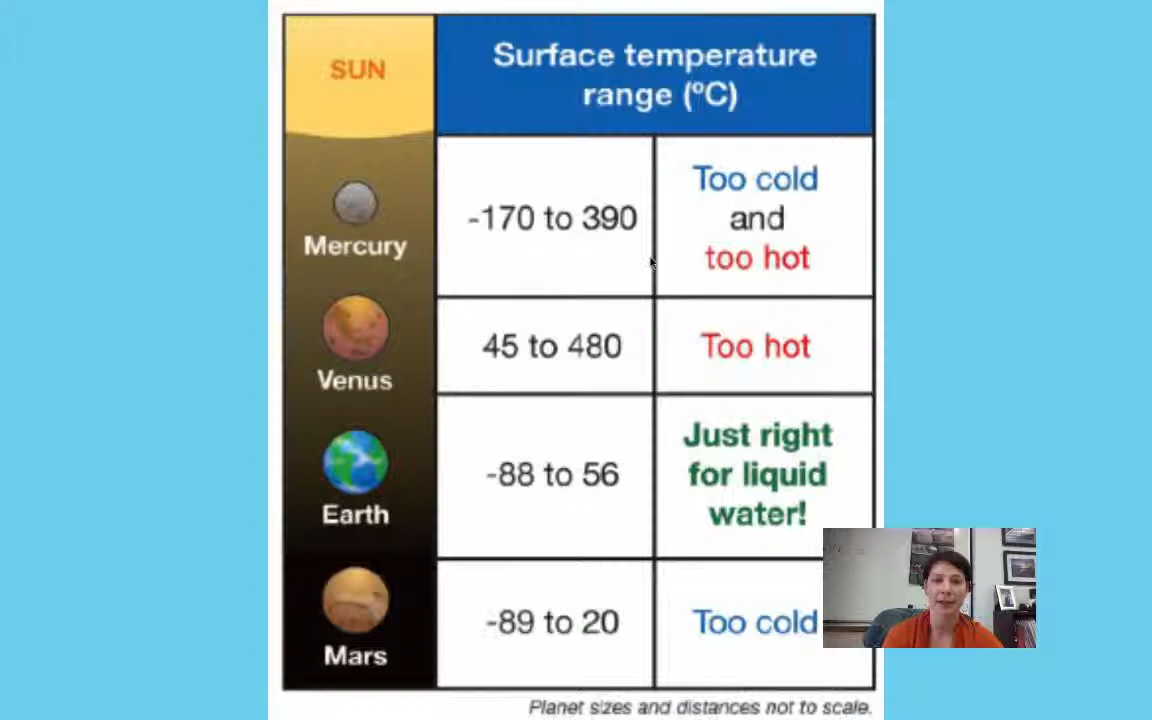 SUN
Surface temperature
range (ºC)
Mercury
-170 to 390
Too cold
and
too hot
Venus
45 to 480
Too hot
Earth
-88 to 56
Just right
for liquid
water!
Mars
-89 to 20
Too cold
Planet sizes and distances not to scale.